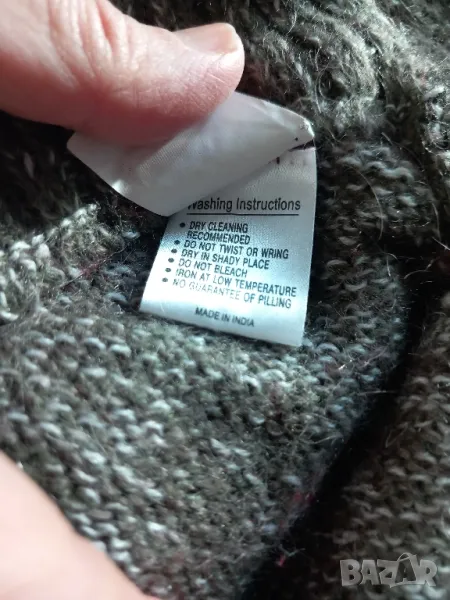 Washing Instructions
• DRY CLEANING
RECOMMENDED
• DO NOT TWIST OR WRING
• DRY IN SHADY PLACE
• DO NOT BLEACH
• IRON AT LOW TEMPERATURE
• NO GUARANTEE OF PILLING
MADE IN INDIA
BAZAR